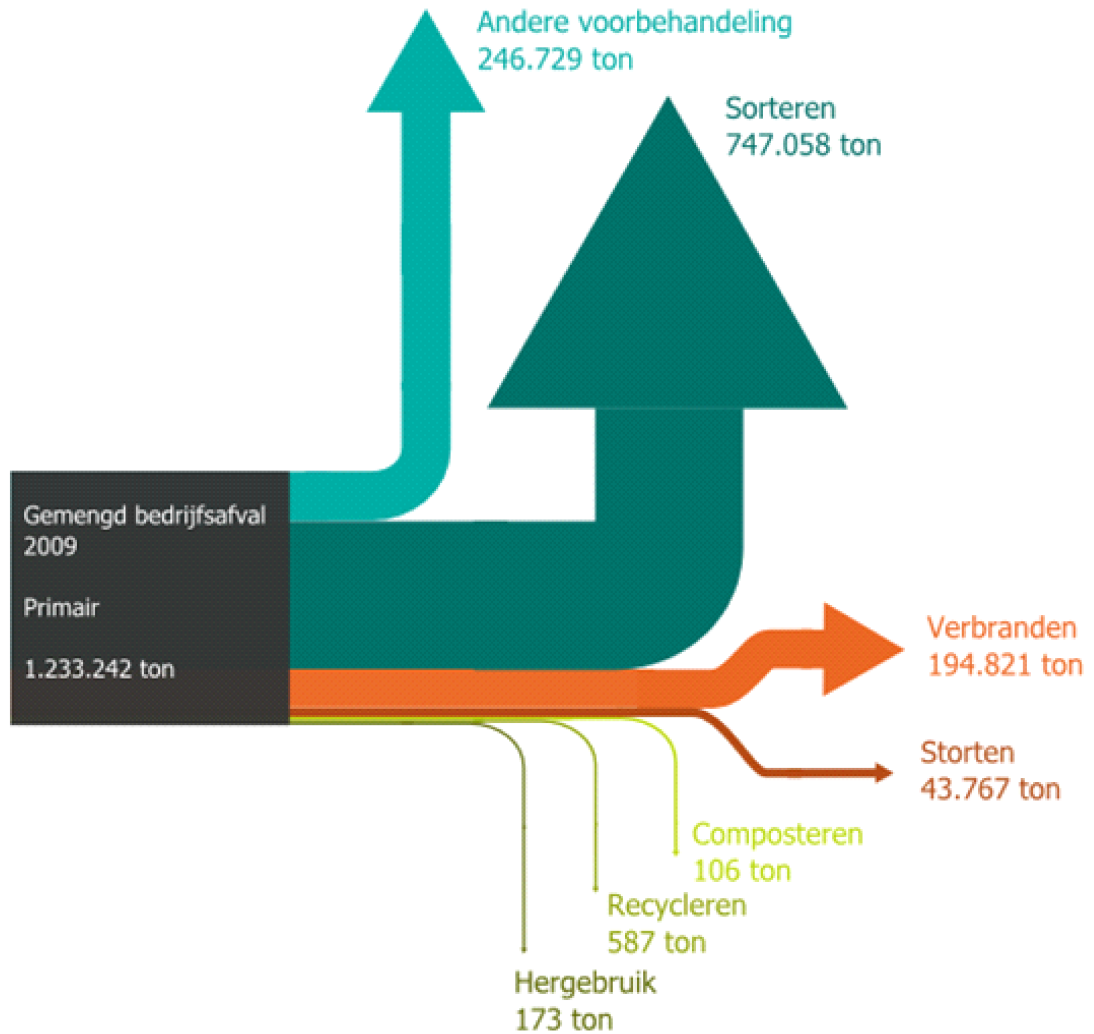 Andere voorbehandeling
246.729 ton
Sorteren
747.058 ton
Gemengd bedrijfsafval
2009
Primair
1.233.242 ton
Verbranden
194.821 ton
Storten
43.767 ton
Composteren
106 ton
Recycleren
587 ton
Hergebruik
173 ton